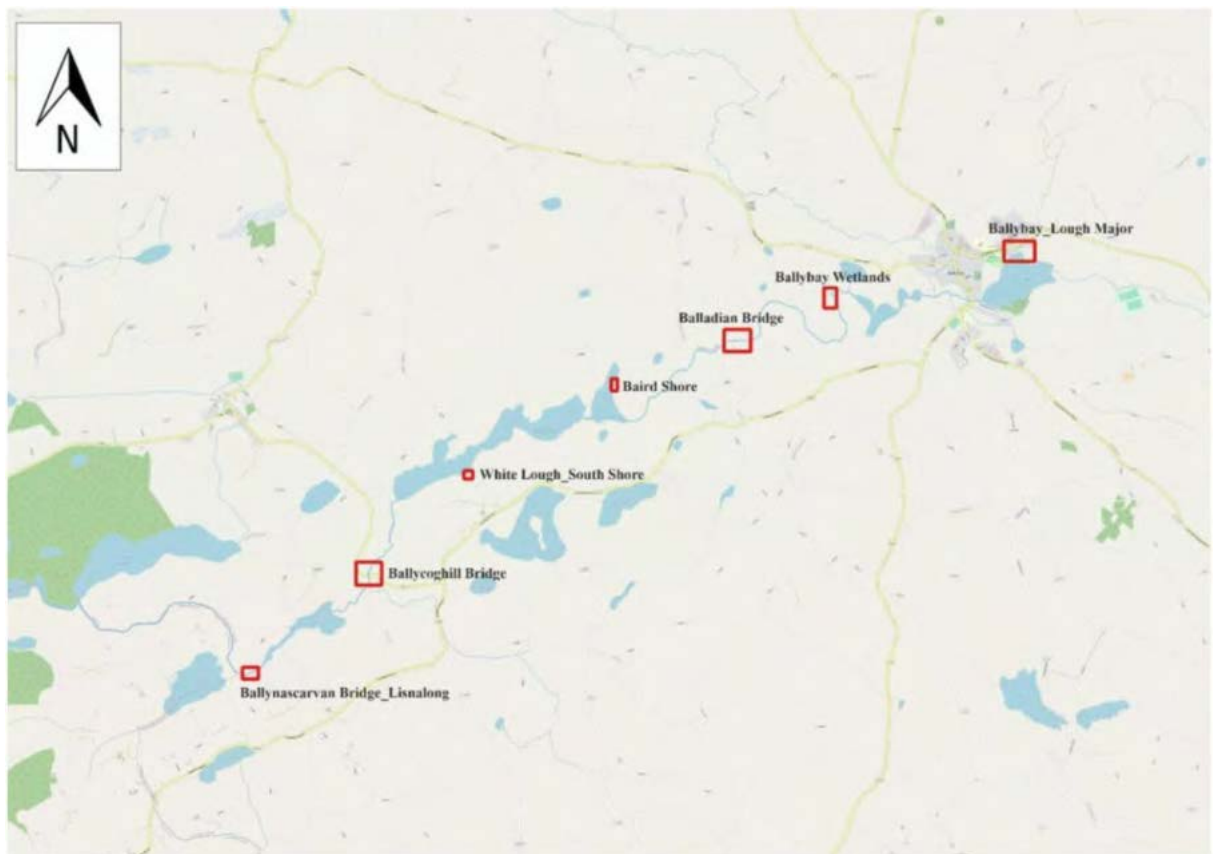 N
Ballybay_Lough Major
Ballybay Wetlands
Balladian Bridge
Baird Shore
White Lough_South Shore
Ballycoghill Bridge
Ballynascarvan Bridge_Lisnalong